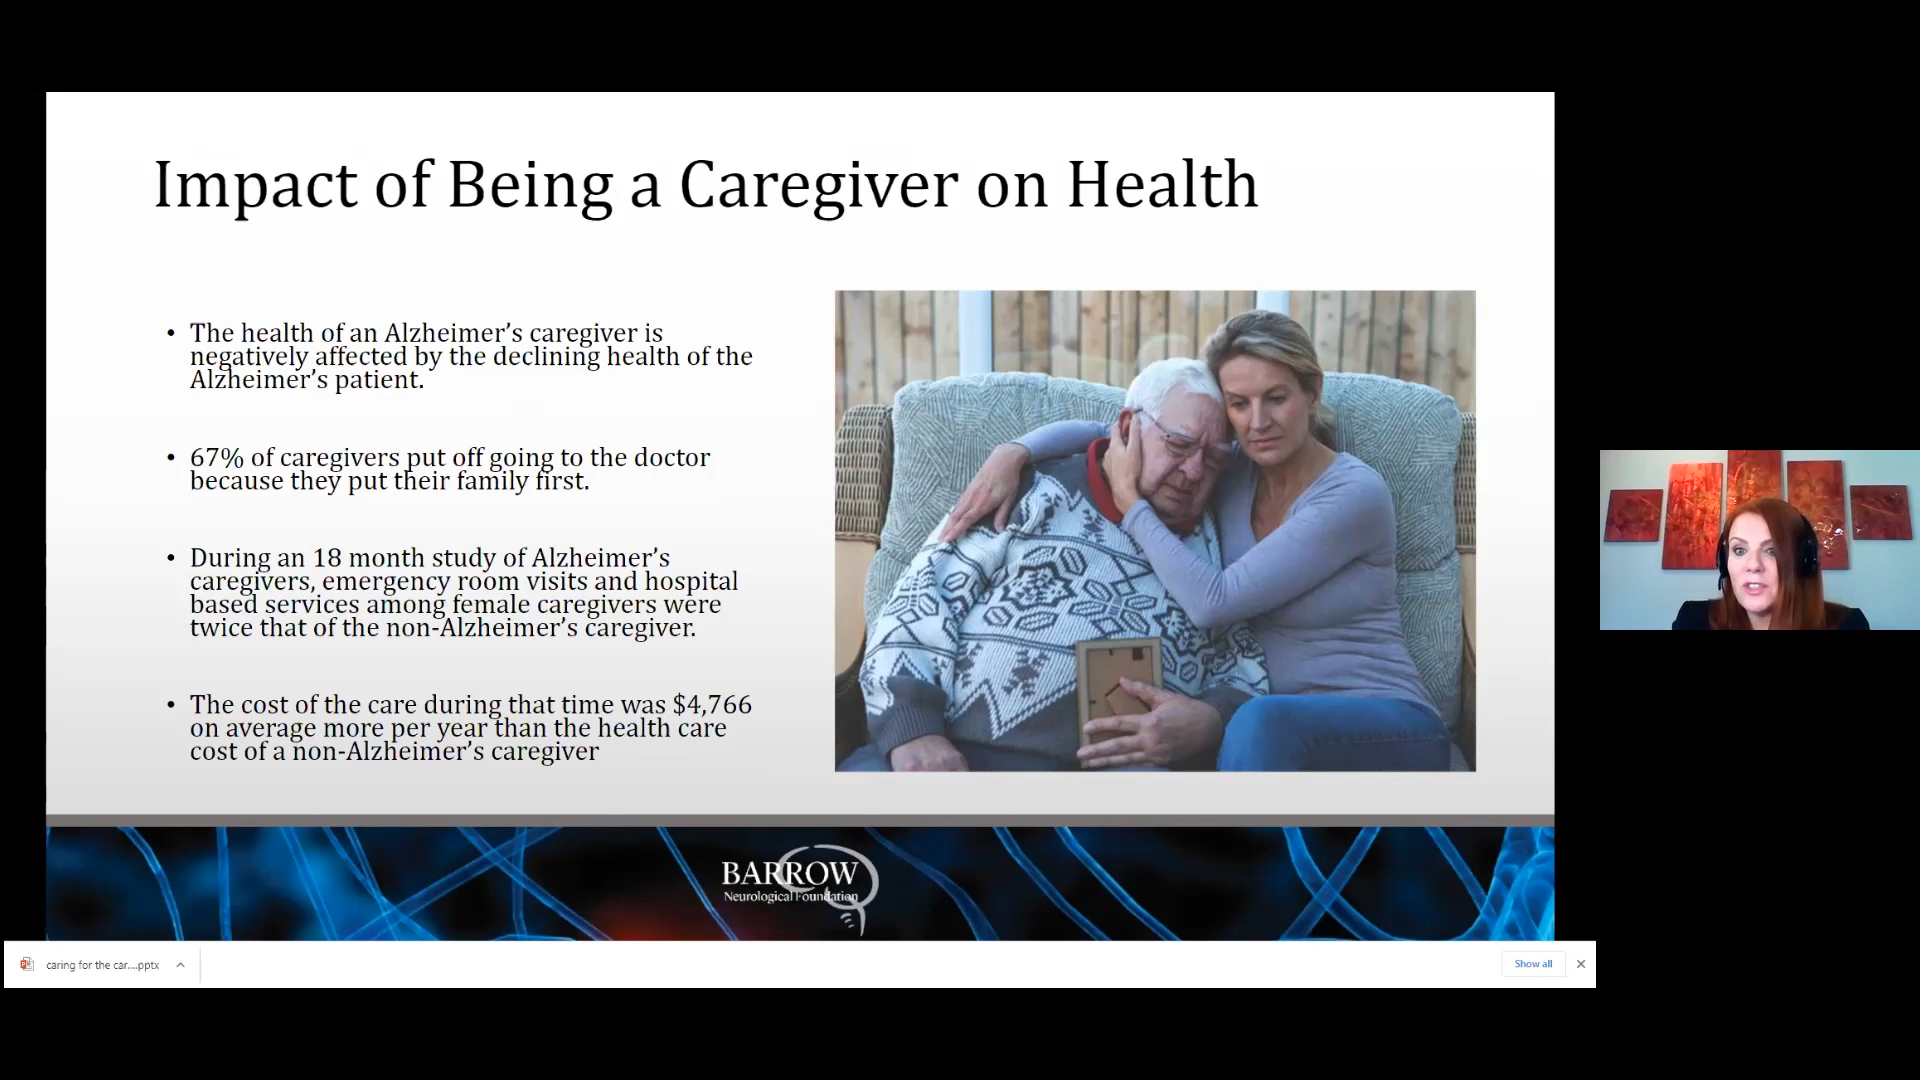 Impact of Being a Caregiver on Health
• The health of an Alzheimer’s caregiver is
negatively affected by the declining health of the
Alzheimer’s patient.
• 67% of caregivers put off going to the doctor
because they put their family first.
• During an 18 month study of Alzheimer’s
caregivers, emergency room visits and hospital
based services among female caregivers were
twice that of the non-Alzheimer’s caregiver.
• The cost of the care during that time was $4,766
on average more per year than the health care
cost of a non-Alzheimer’s caregiver
BARROW
Neurological Foundation
caring for the car....pptx
Show all